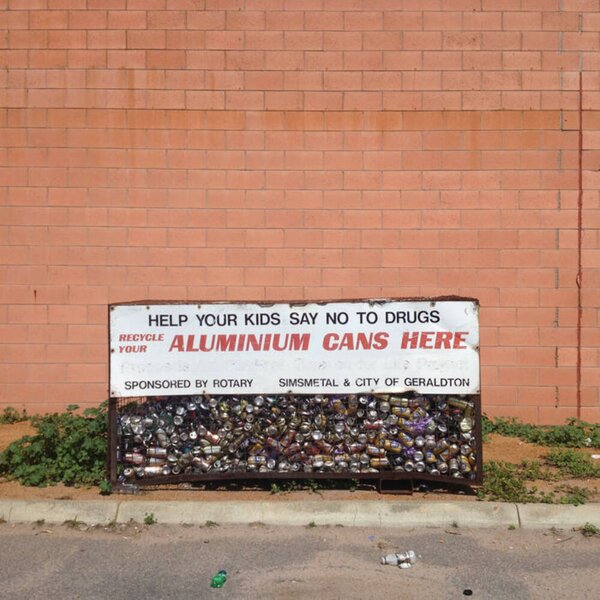 HELP YOUR KIDS SAY NO TO DRUGS
RECYCLE YOUR ALUMINIUM CANS HERE
SPONSORED BY ROTARY SIMSMETAL & CITY OF GERALDTON